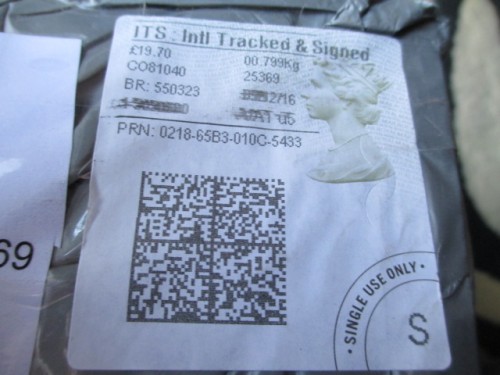 ITS : Intl Tracked & Signed
£19.70 00.799Kg
CO81040 25369
BR: 550323
PRN: 0218-65B3-010C-5433
69
• SINGLE USE ONLY •
S